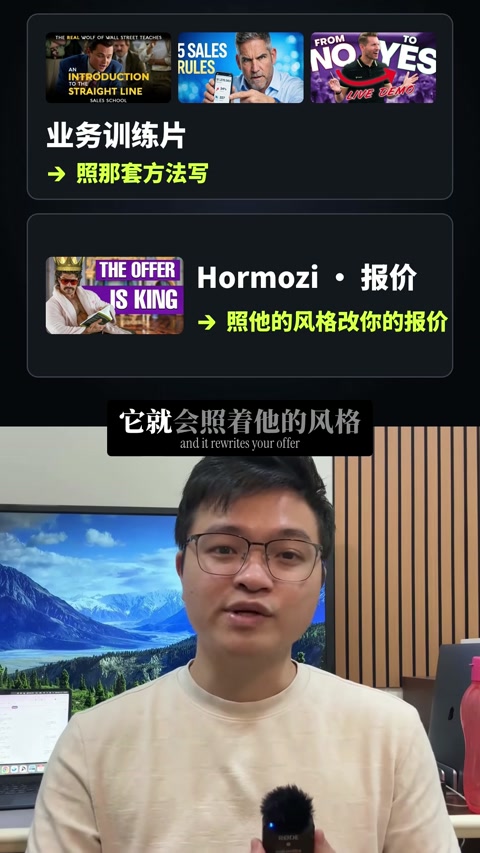 THE REAL WOLF OF WALL STREET TEACHES
AN
INTRODUCTION
TO THE
STRAIGHT LINE
SALES SCHOOL
5 SALES
RULES
FROM TO
NO YES
LIVE DEMO
业务训练片
→ 照那套方法写
THE OFFER
IS KING
Hormozi · 报价
→ 照他的风格改你的报价
它就会照着他的风格
and it rewrites your offer